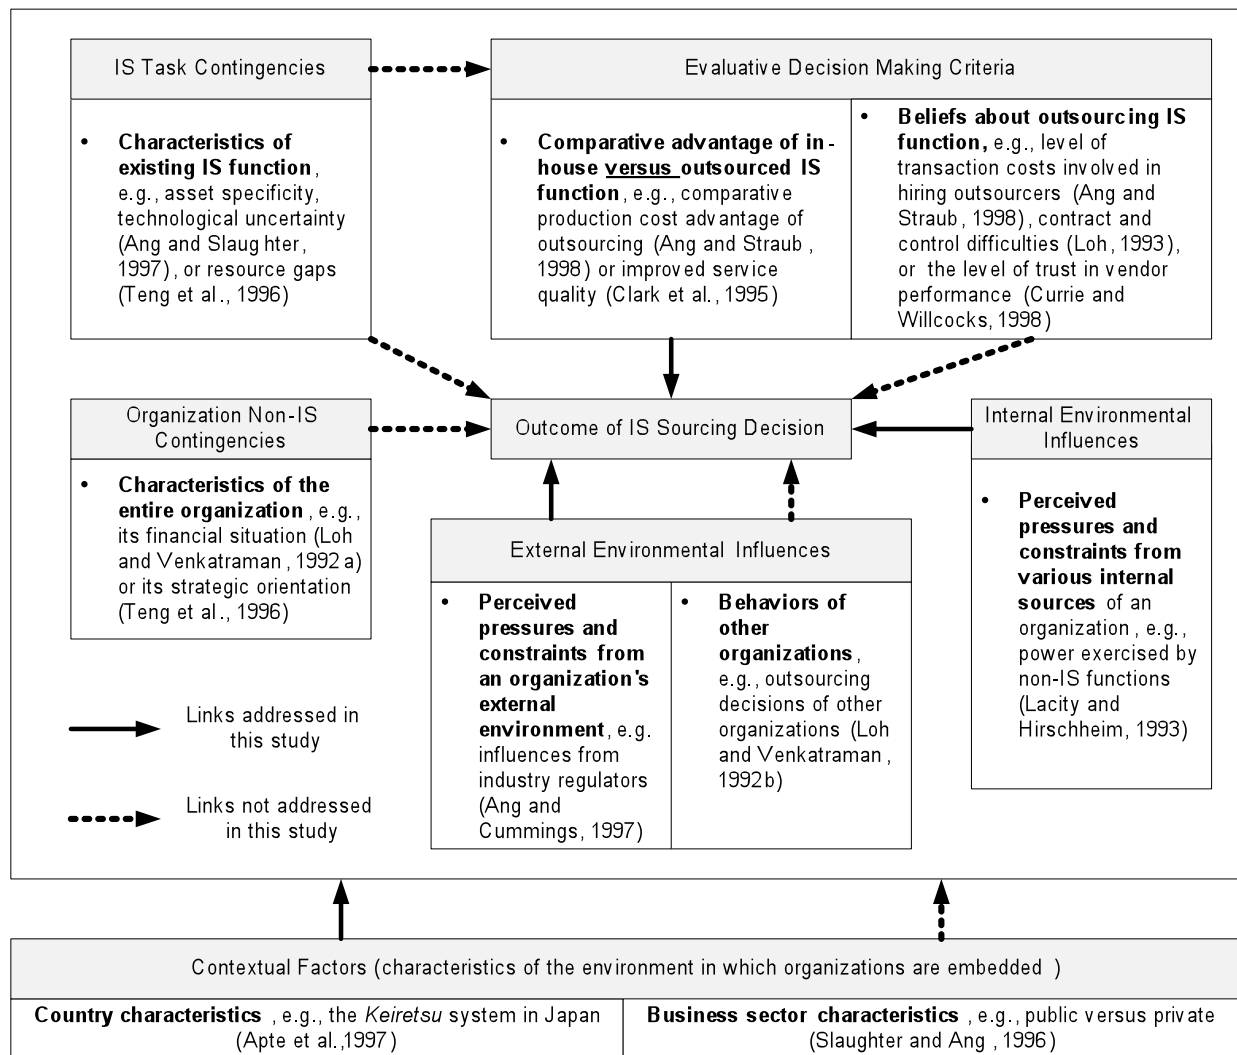 IS Task Contingencies
• Characteristics of
existing IS function,
e.g., asset specificity,
technological uncertainty
(Ang and Slaughter,
1997), or resource gaps
(Teng et al., 1996)
Evaluative Decision Making Criteria
• Comparative advantage of in-
house versus outsourced IS
function, e.g., comparative
production cost advantage of
outsourcing (Ang and Straub,
1998) or improved service
quality (Clark et al., 1995)
• Beliefs about outsourcing IS
function, e.g., level of
transaction costs involved in
hiring outsourcers (Ang and
Straub, 1998), contract and
control difficulties (Loh, 1993),
or the level of trust in vendor
performance (Currie and
Willcocks, 1998)
Organization Non-IS
Contingencies
• Characteristics of the
entire organization, e.g.,
its financial situation (Loh
and Venkatraman, 1992a)
or its strategic orientation
(Teng et al., 1996)
Outcome of IS Sourcing Decision
Internal Environmental
Influences
• Perceived
pressures and
constraints from
various internal
sources of an
organization, e.g.,
power exercised by
non-IS functions
(Lacity and
Hirschheim, 1993)
External Environmental Influences
• Perceived
pressures and
constraints from
an organization's
external
environment, e.g.
influences from
industry regulators
(Ang and
Cummings, 1997)
• Behaviors of
other
organizations,
e.g., outsourcing
decisions of other
organizations (Loh
and Venkatraman,
1992b)
Links addressed in
this study
Links not addressed
in this study
Contextual Factors (characteristics of the environment in which organizations are embedded)
Country characteristics, e.g., the Keiretsu system in Japan
(Apte et al.,1997)
Business sector characteristics, e.g., public versus private
(Slaughter and Ang, 1996)